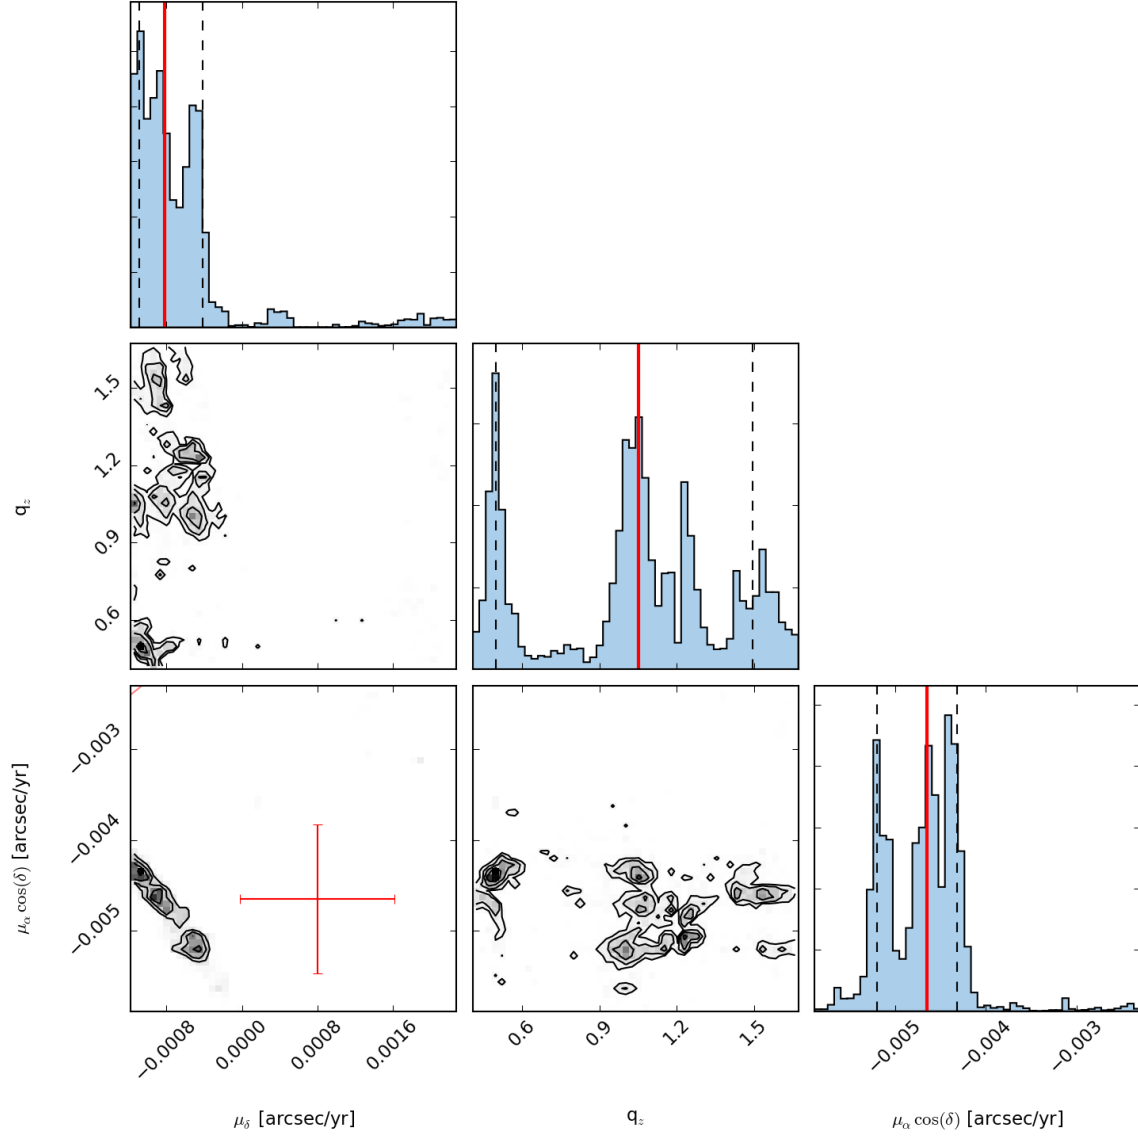 1.5
1.2
q_z
0.9
0.6
−0.003
−0.004
μ_α cos(δ) [arcsec/yr]
−0.005
−0.0008 0.0000 0.0008 0.0016 0.6 0.9 1.2 1.5 −0.005 −0.004 −0.003
μ_δ [arcsec/yr] q_z μ_α cos(δ) [arcsec/yr]